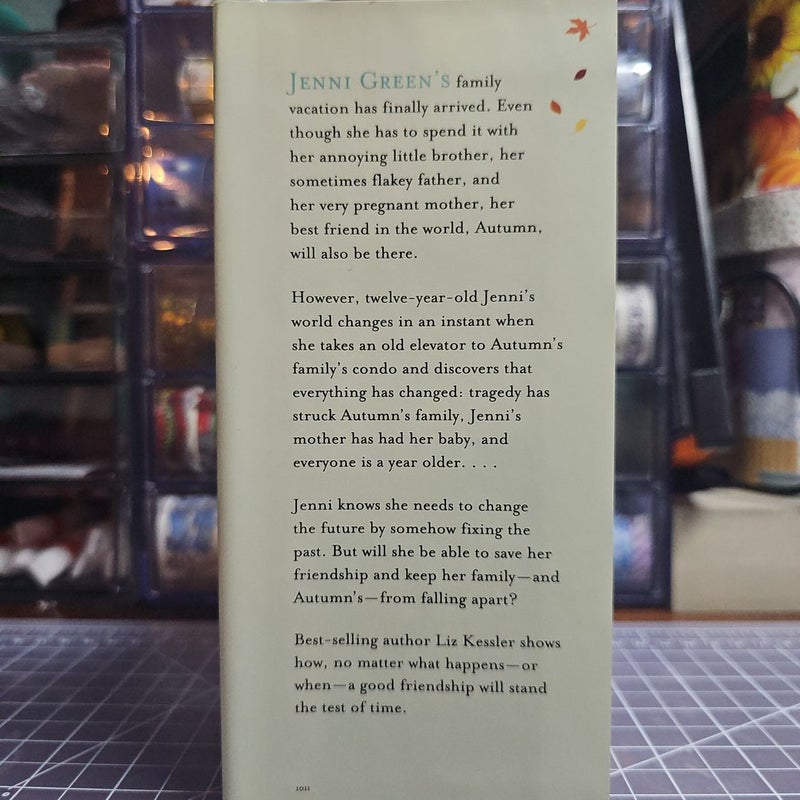 JENNI GREEN'S family
vacation has finally arrived. Even
though she has to spend it with
her annoying little brother, her
sometimes flakey father, and
her very pregnant mother, her
best friend in the world, Autumn,
will also be there.
However, twelve-year-old Jenni's
world changes in an instant when
she takes an old elevator to Autumn's
family's condo and discovers that
everything has changed: tragedy has
struck Autumn's family, Jenni's
mother has had her baby, and
everyone is a year older. . . .
Jenni knows she needs to change
the future by somehow fixing the
past. But will she be able to save her
friendship and keep her family—and
Autumn's—from falling apart?
Best-selling author Liz Kessler shows
how, no matter what happens—or
when—a good friendship will stand
the test of time.
1011